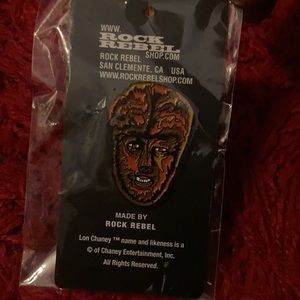 WWW.
ROCK
REBEL
SHOP.COM
ROCK REBEL
SAN CLEMENTE, CA USA
WWW.ROCKREBELSHOP.COM
MADE BY
ROCK REBEL
Lon Chaney ™ name and likeness is a
© of Chaney Entertainment, Inc.
All Rights Reserved.